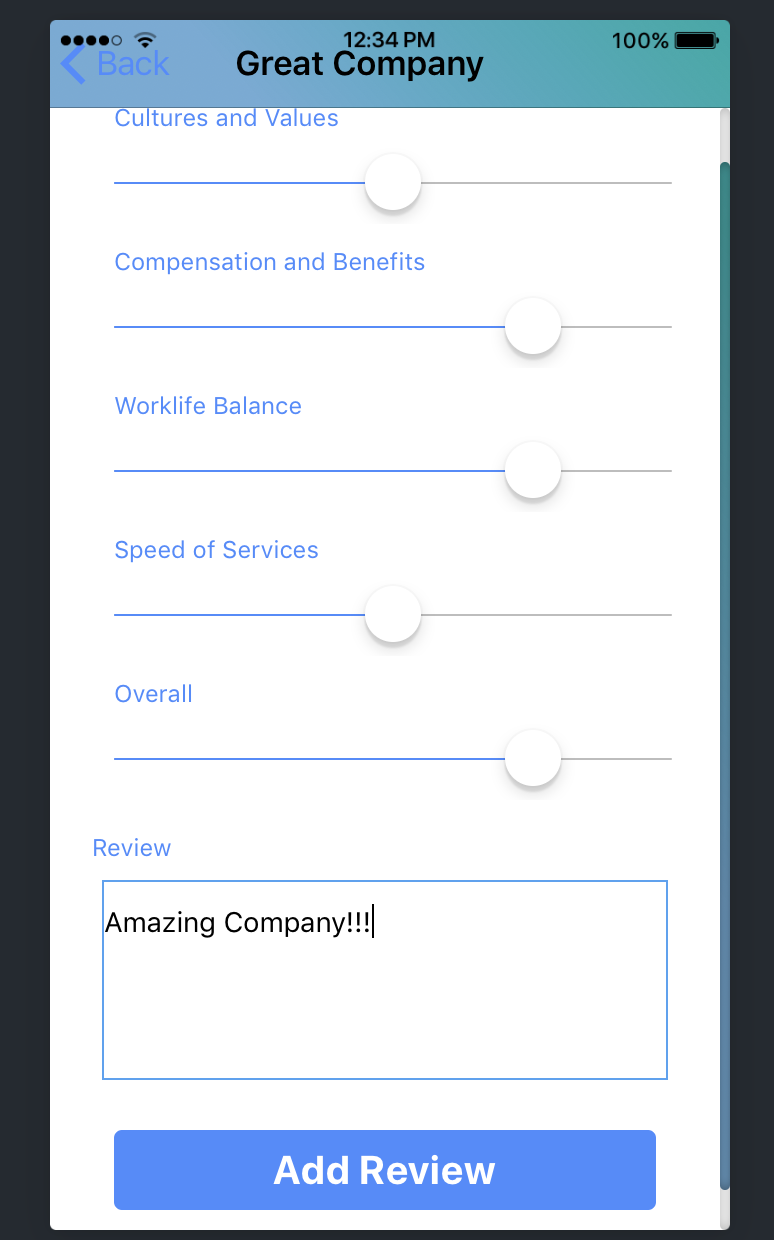 12:34 PM
100%
Back
Great Company
Cultures and Values
Compensation and Benefits
Worklife Balance
Speed of Services
Overall
Review
Amazing Company!!!
Add Review